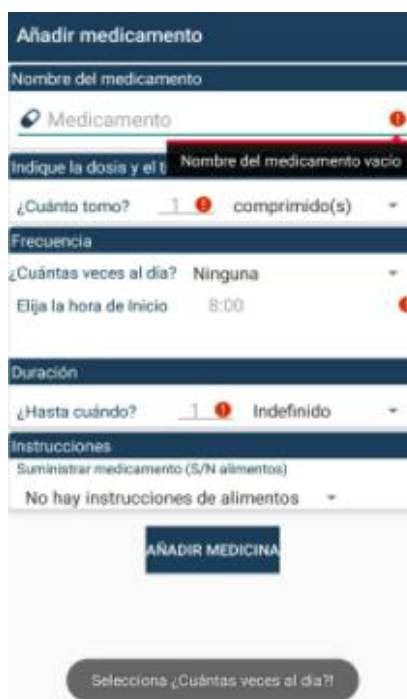 Añadir medicamento
Nombre del medicamento
Medicamento
Nombre del medicamento vacio
Indique la dosis y el t
¿Cuánto tomo? 1 comprimido(s)
Frecuencia
¿Cuántas veces al día? Ninguna
Elija la hora de Inicio 8:00
Duración
¿Hasta cuándo? 1 Indefinido
Instrucciones
Suministrar medicamento (S/N alimentos)
No hay instrucciones de alimentos
AÑADIR MEDICINA
Selecciona ¿Cuántas veces al día?!